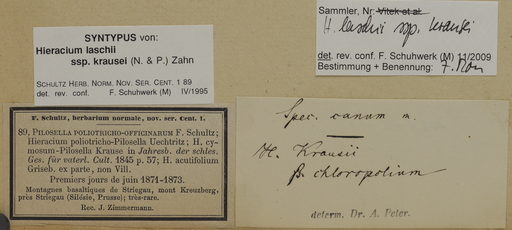 SYNTYPUS von:
Hieracium laschii
ssp. krausei (N. & P.) Zahn
SCHULTZ HERB. NORM. NOV. SER. CENT. 1 89
det. rev. conf. F. Schuhwerk (M) IV/1995
Sammler, Nr: Vitek et al.
H. laschii ssp. krausei
det. rev. conf. F. Schuhwerk (M) 11/2009
Bestimmung + Benennung:
F. Schultz, herbarium normale, nov. ser. Cent. 1.
89. PILOSELLA POLIOTRICHO-OFFICINARUM F. Schultz;
Hieracium poliotricho-Pilosella Uechtritz; H. cy-
mosum-Pilosella Krause in Jahresb. der schles.
Ges. für vaterl. Cult. 1845 p. 57; H. acutifolium
Griseb. ex parte, non Vill.
Premiers jours de juin 1871-1873.
Montagnes basaltiques de Striegau, mont Kreuzberg,
près Striegau (Silésie, Prusse); très-rare.
Rec. J. Zimmermann.
Spec. canum m.
H. Krausii
β. chloropolium
determ. Dr. A. Peter.